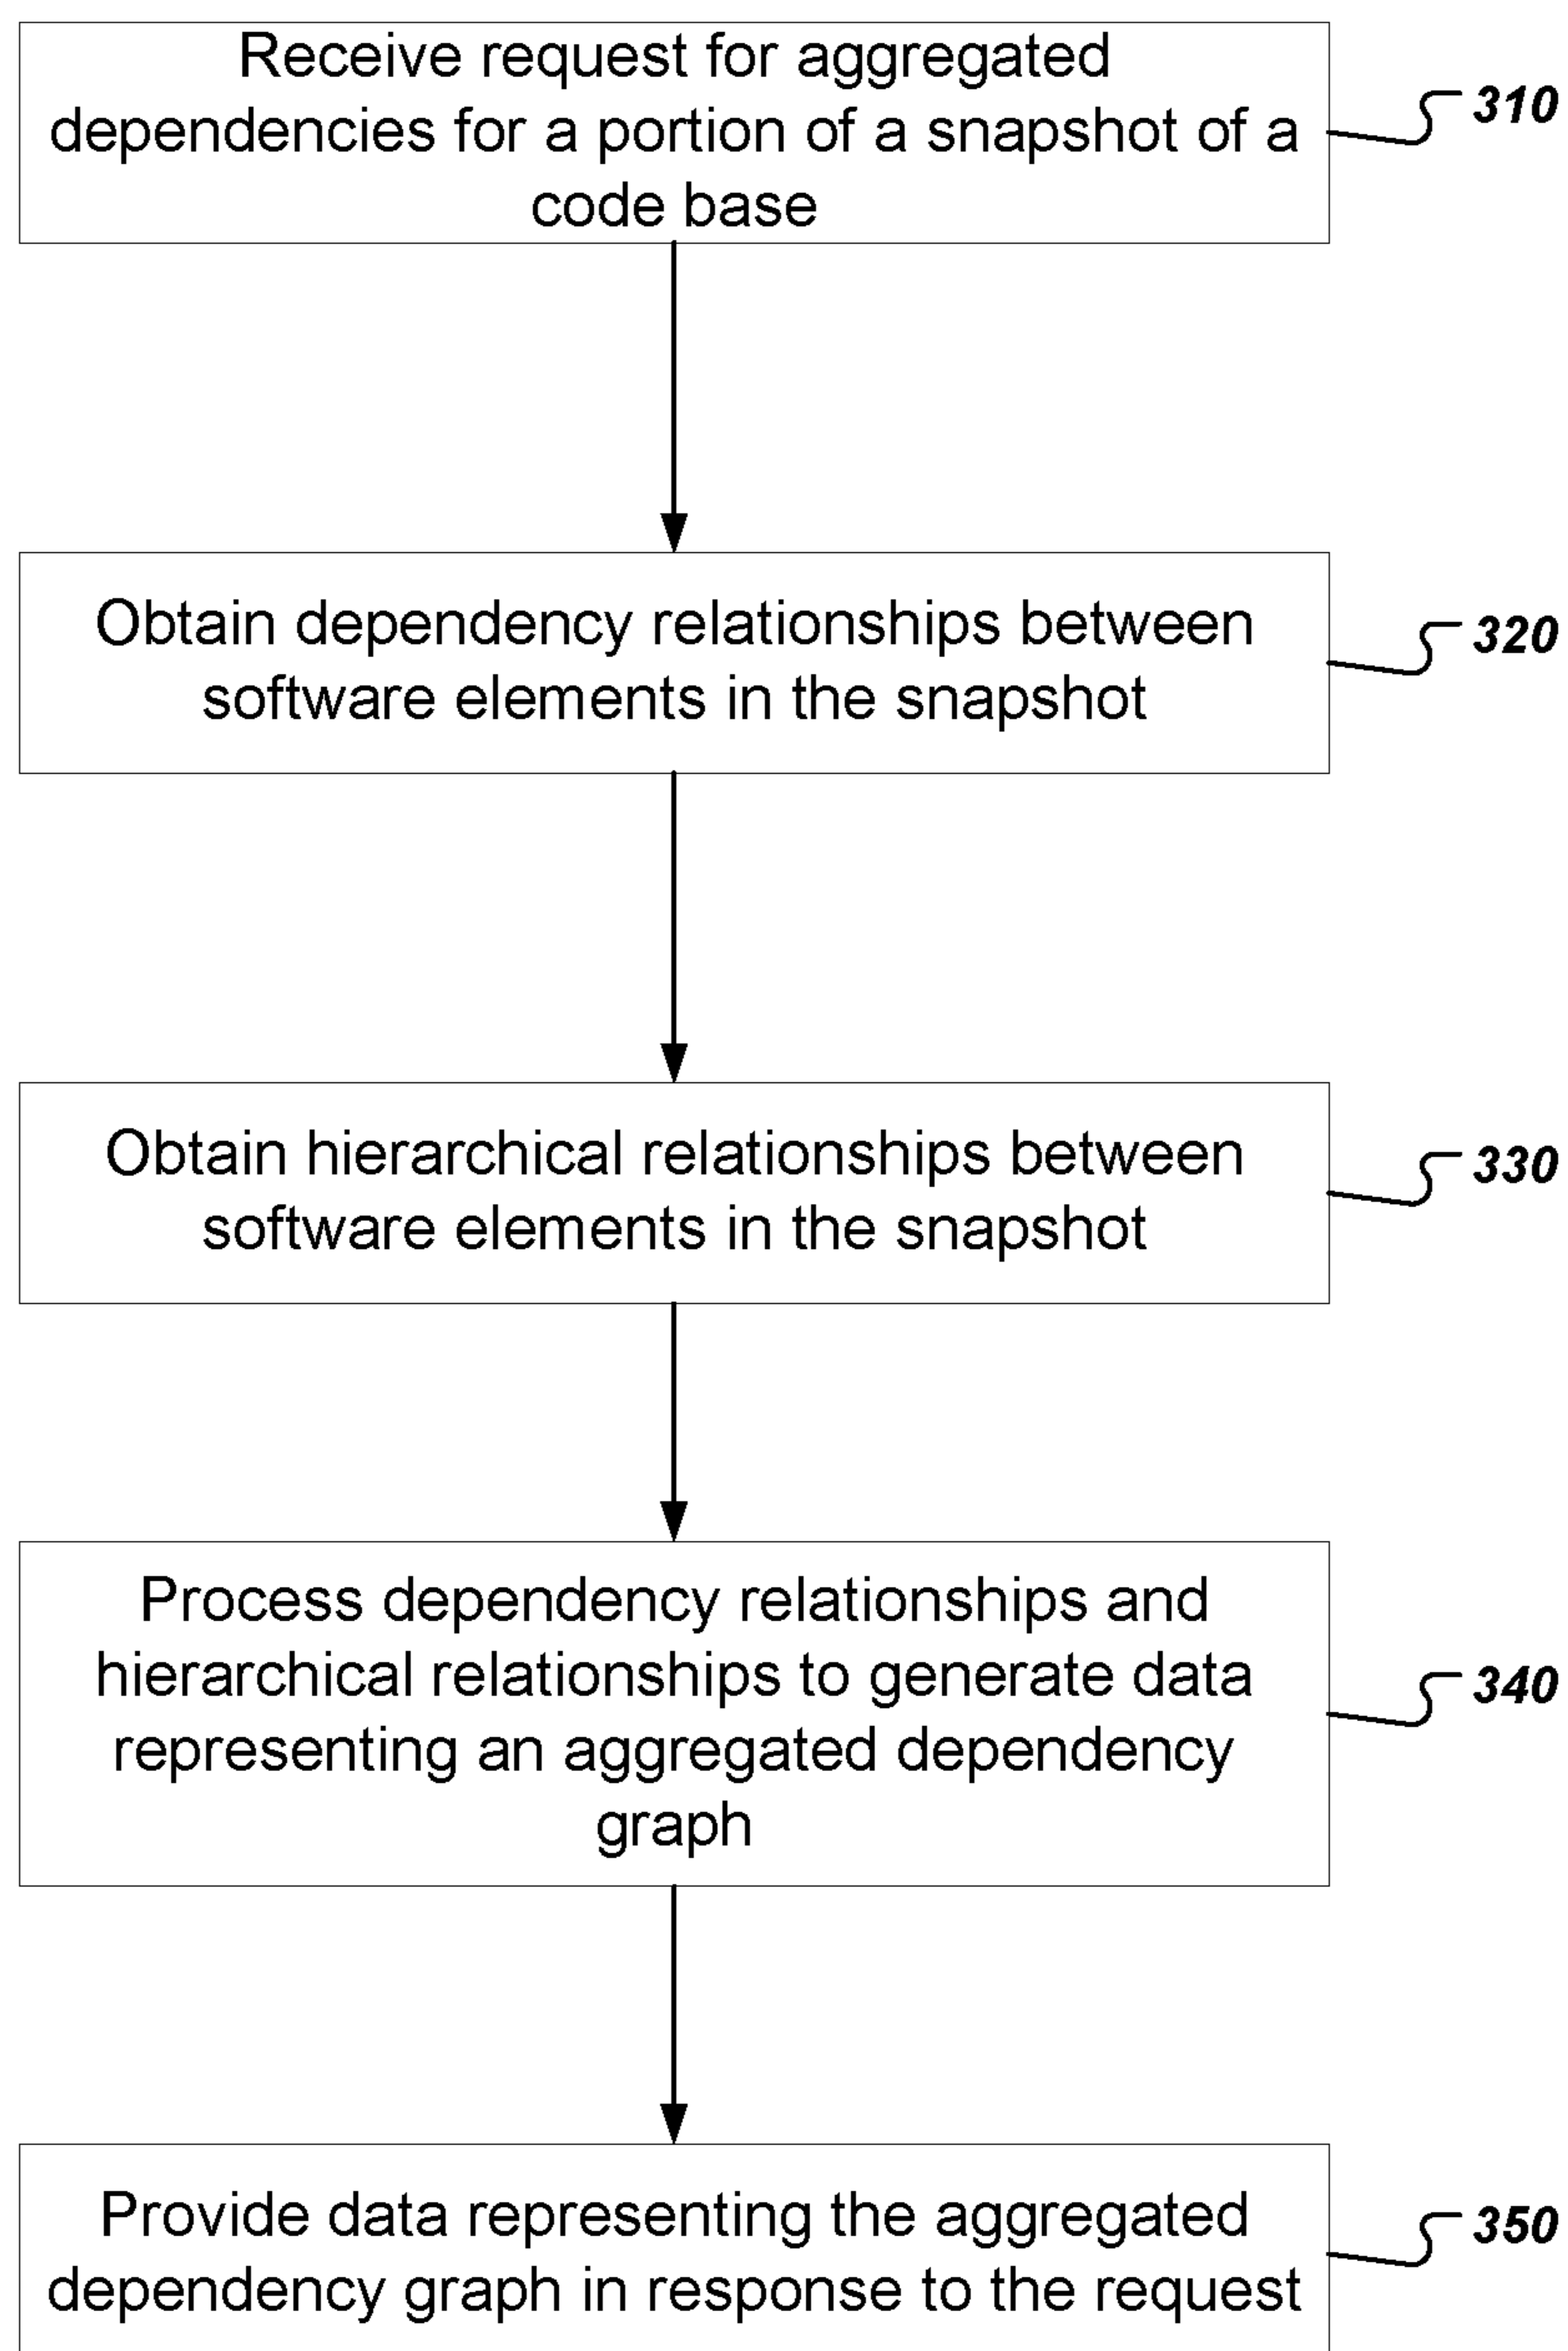 Receive request for aggregated
dependencies for a portion of a snapshot of a
code base
310
Obtain dependency relationships between
software elements in the snapshot
320
Obtain hierarchical relationships between
software elements in the snapshot
330
Process dependency relationships and
hierarchical relationships to generate data
representing an aggregated dependency
graph
340
Provide data representing the aggregated
dependency graph in response to the request
350